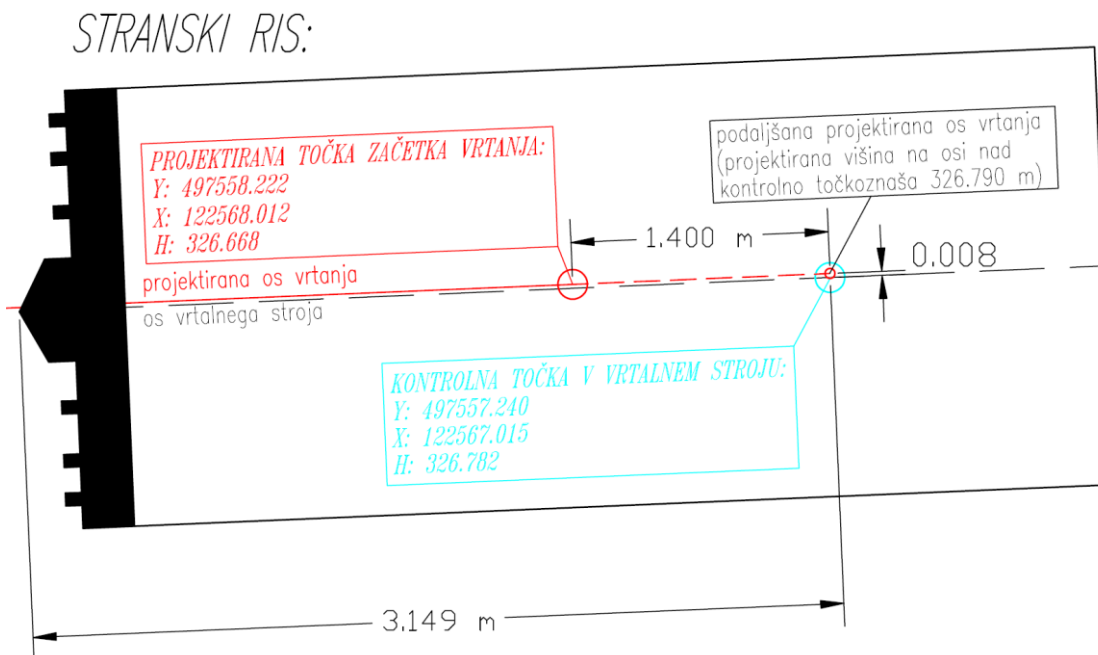 STRANSKI RIS:
PROJEKTIRANA TOČKA ZAČETKA VRTANJA:
Y: 497558.222
X: 122568.012
H: 326.668
podaljšana projektirana os vrtanja
(projektirana višina na osi nad
kontrolno točkoznaša 326.790 m)
1.400 m
0.008
projektirana os vrtanja
os vrtalnega stroja
KONTROLNA TOČKA V VRTALNEM STROJU:
Y: 497557.240
X: 122567.015
H: 326.782
3.149 m